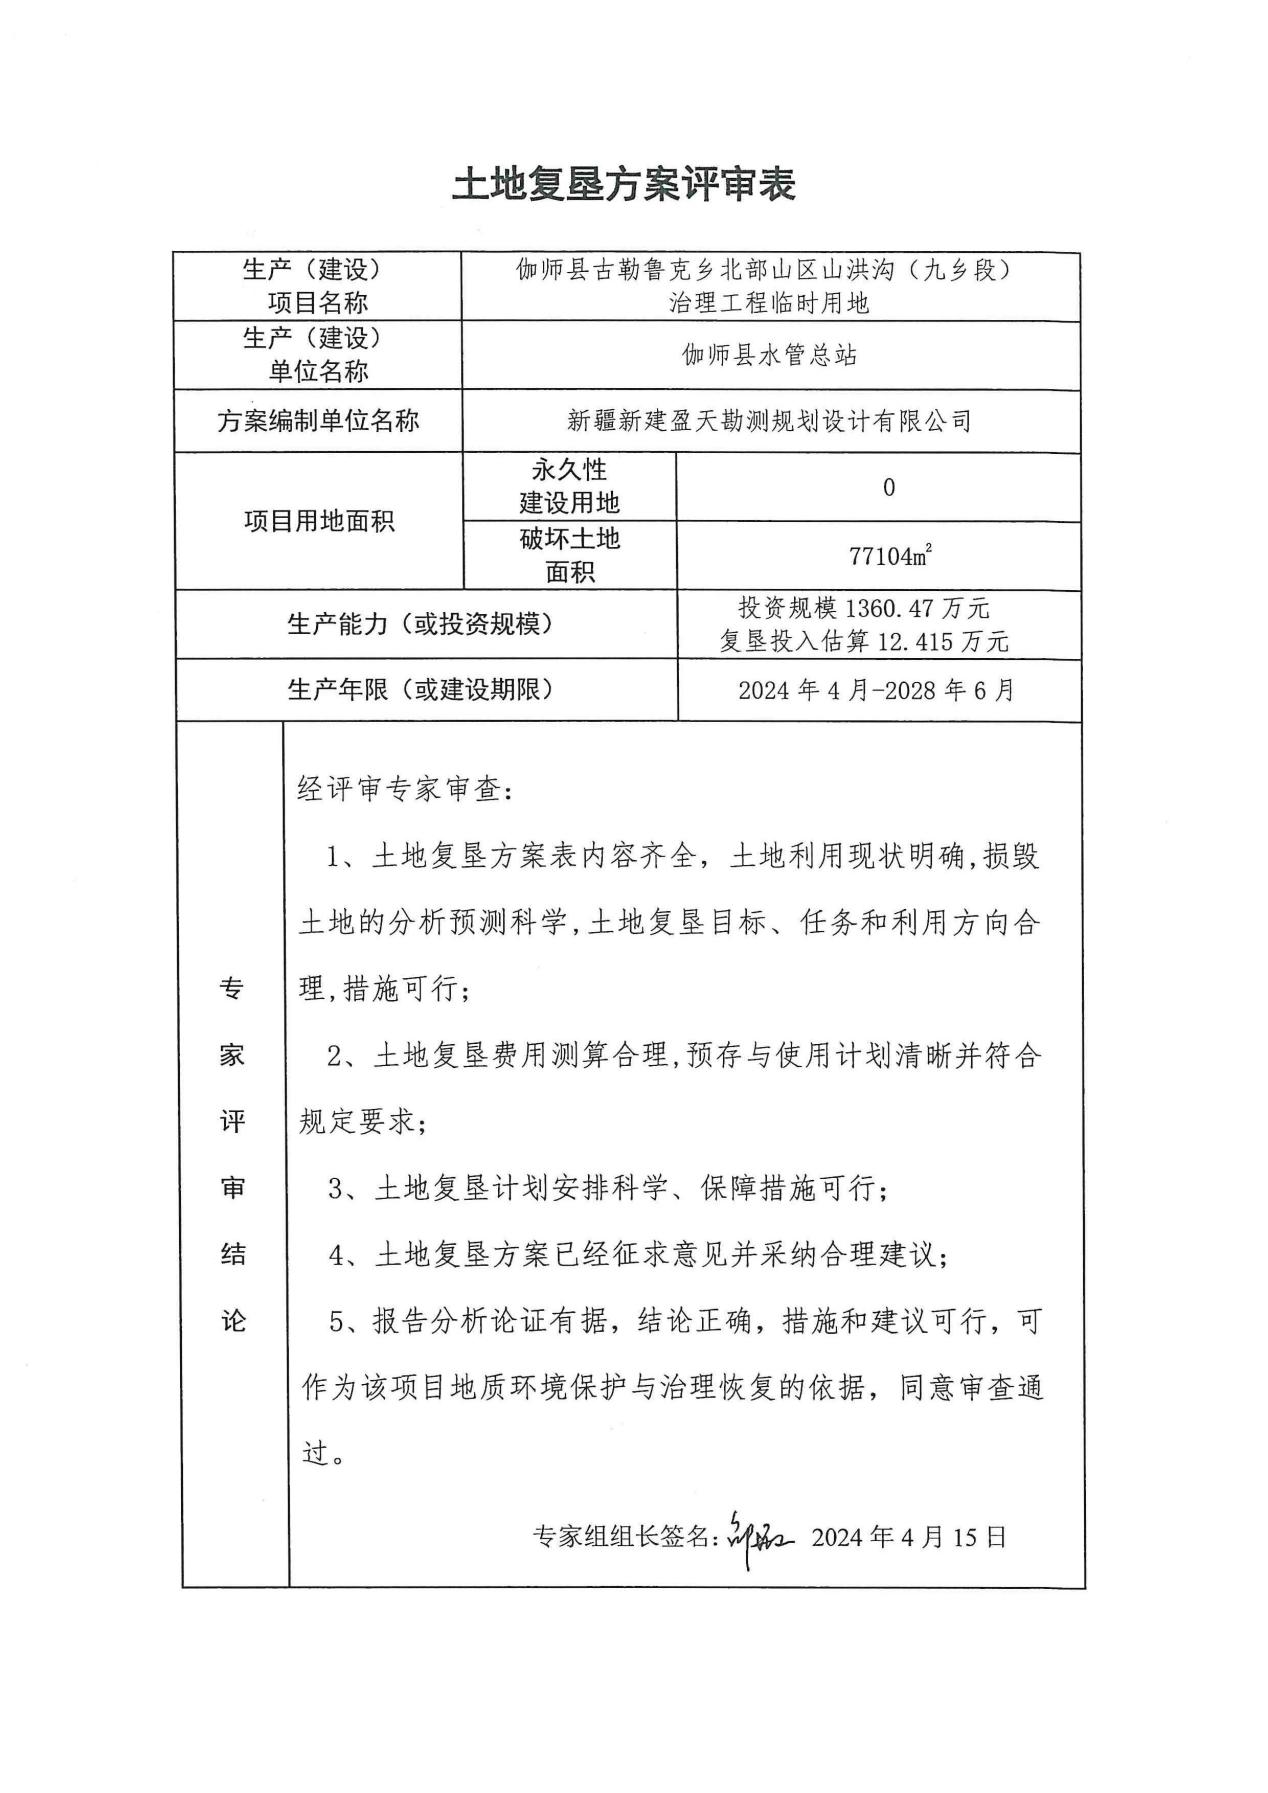 土地复垦方案评审表
生产（建设）
项目名称
伽师县古勒鲁克乡北部山区山洪沟（九乡段）
治理工程临时用地
生产（建设）
单位名称
伽师县水管总站
方案编制单位名称
新疆新建盈天勘测规划设计有限公司
项目用地面积
永久性
建设用地
0
破坏土地
面积
77104m²
生产能力（或投资规模）
投资规模 1360.47 万元
复垦投入估算 12.415 万元
生产年限（或建设期限）
2024 年 4 月-2028 年 6 月
专
家
评
审
结
论
经评审专家审查：
1、土地复垦方案表内容齐全，土地利用现状明确,损毁
土地的分析预测科学,土地复垦目标、任务和利用方向合
理,措施可行；
2、土地复垦费用测算合理,预存与使用计划清晰并符合
规定要求；
3、土地复垦计划安排科学、保障措施可行；
4、土地复垦方案已经征求意见并采纳合理建议；
5、报告分析论证有据，结论正确，措施和建议可行，可
作为该项目地质环境保护与治理恢复的依据，同意审查通
过。
专家组组长签名： 2024 年 4 月 15 日